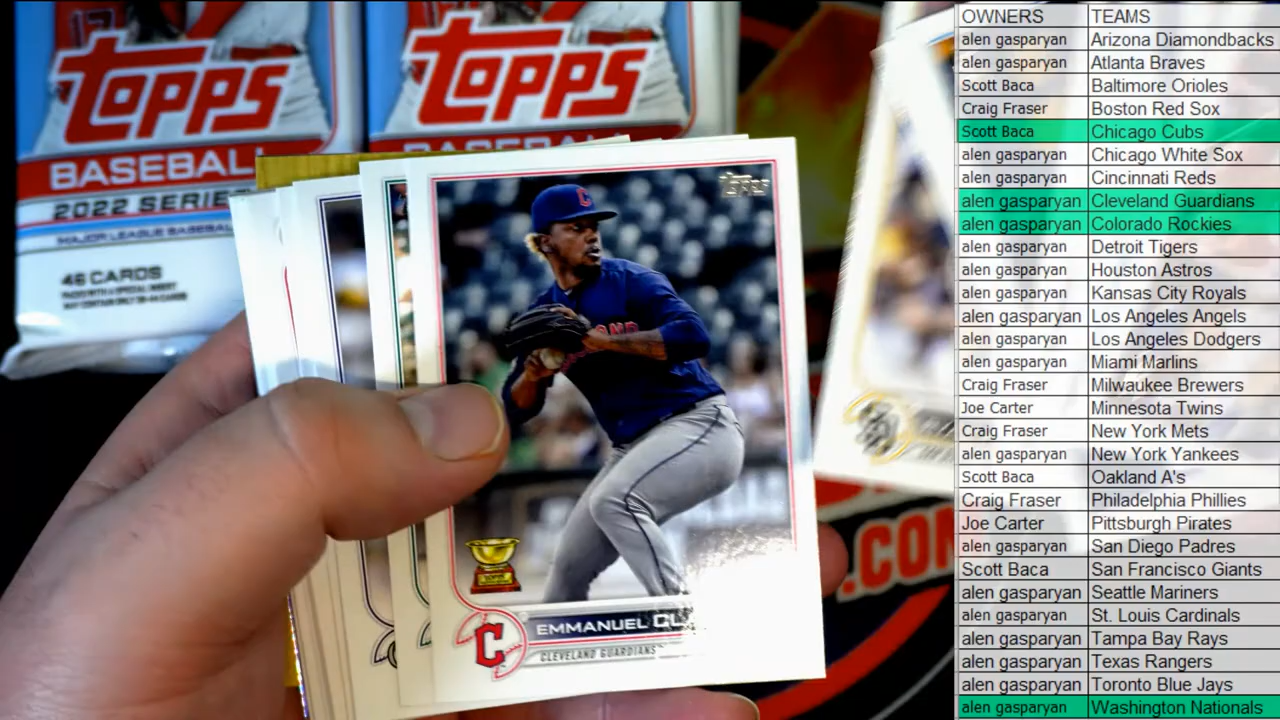 TOPPS
BASEBALL
2022 SERIE
MAJOR LEAGUE BASEBAL
46 CARDS
TOPPS
TOPPS
EMMANUEL CL
CLEVELAND GUARDIANS
C
C
.COM
OWNERS TEAMS
alen gasparyan Arizona Diamondbacks
alen gasparyan Atlanta Braves
Scott Baca Baltimore Orioles
Craig Fraser Boston Red Sox
Scott Baca Chicago Cubs
alen gasparyan Chicago White Sox
alen gasparyan Cincinnati Reds
alen gasparyan Cleveland Guardians
alen gasparyan Colorado Rockies
alen gasparyan Detroit Tigers
alen gasparyan Houston Astros
alen gasparyan Kansas City Royals
alen gasparyan Los Angeles Angels
alen gasparyan Los Angeles Dodgers
alen gasparyan Miami Marlins
Craig Fraser Milwaukee Brewers
Joe Carter Minnesota Twins
Craig Fraser New York Mets
alen gasparyan New York Yankees
Scott Baca Oakland A's
Craig Fraser Philadelphia Phillies
Joe Carter Pittsburgh Pirates
alen gasparyan San Diego Padres
Scott Baca San Francisco Giants
alen gasparyan Seattle Mariners
alen gasparyan St. Louis Cardinals
alen gasparyan Tampa Bay Rays
alen gasparyan Texas Rangers
alen gasparyan Toronto Blue Jays
alen gasparyan Washington Nationals